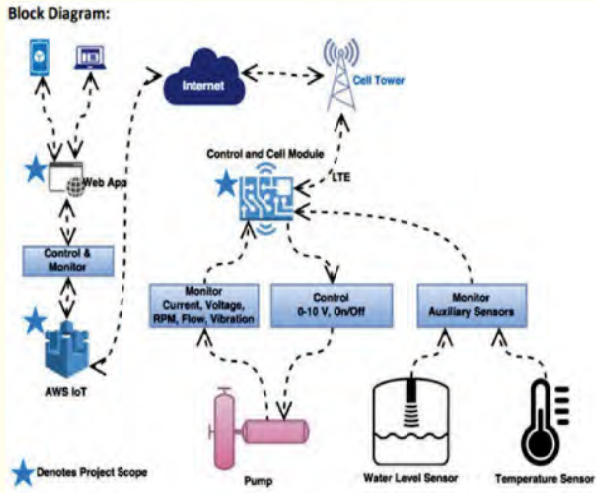 Block Diagram:
Internet
Cell Tower
Control and Cell Module
LTE
Web App
Control &
Monitor
Monitor
Current, Voltage,
RPM, Flow, Vibration
Control
0-10 V, On/Off
Monitor
Auxiliary Sensors
AWS IoT
Denotes Project Scope
Pump
Water Level Sensor
Temperature Sensor